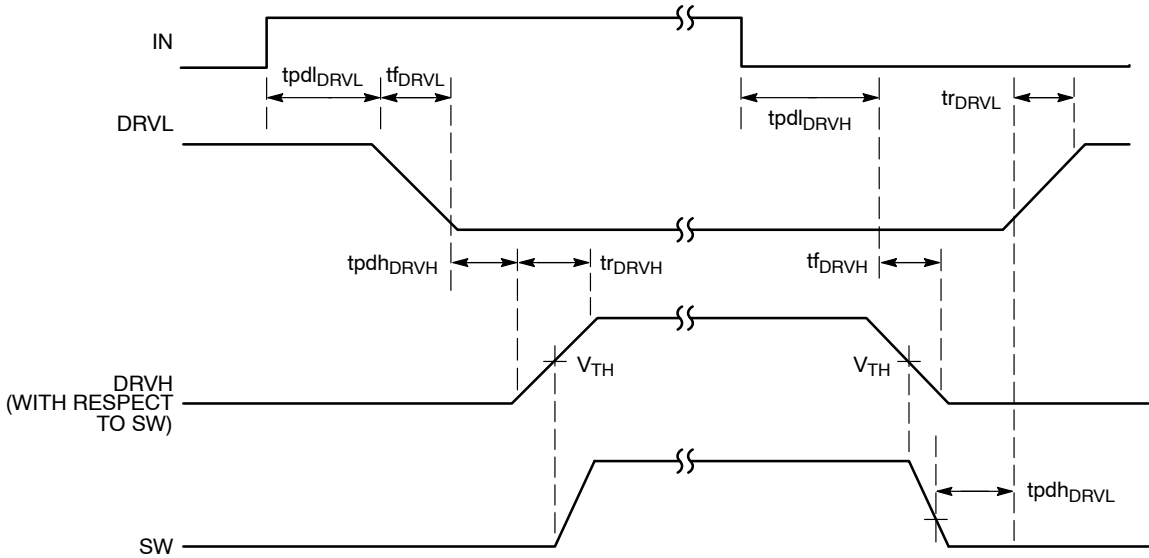 IN
tpdlDRVL
tfDRVL
tpdlDRVH
trDRVL
DRVL
tpdhDRVH
trDRVH
tfDRVH
VTH
VTH
DRVH
(WITH RESPECT
TO SW)
tpdhDRVL
SW